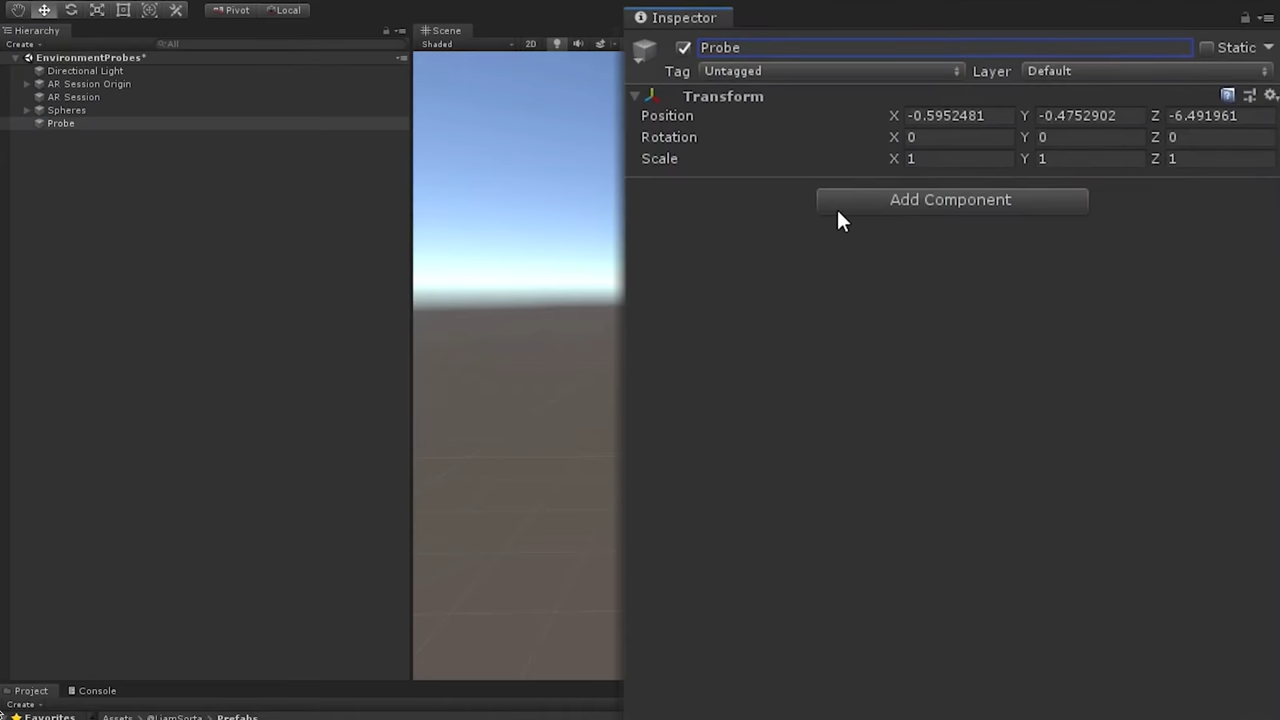 Pivot Local
Hierarchy
Create All
EnvironmentProbes*
Directional Light
AR Session Origin
AR Session
Spheres
Probe
Scene
Shaded 2D
Inspector
Probe Static
Tag Untagged Layer Default
Transform
Position X -0.5952481 Y -0.4752902 Z -6.491961
Rotation X 0 Y 0 Z 0
Scale X 1 Y 1 Z 1
Add Component
Project Console
Create
Favorites Assets @LiamSorta Prefabs